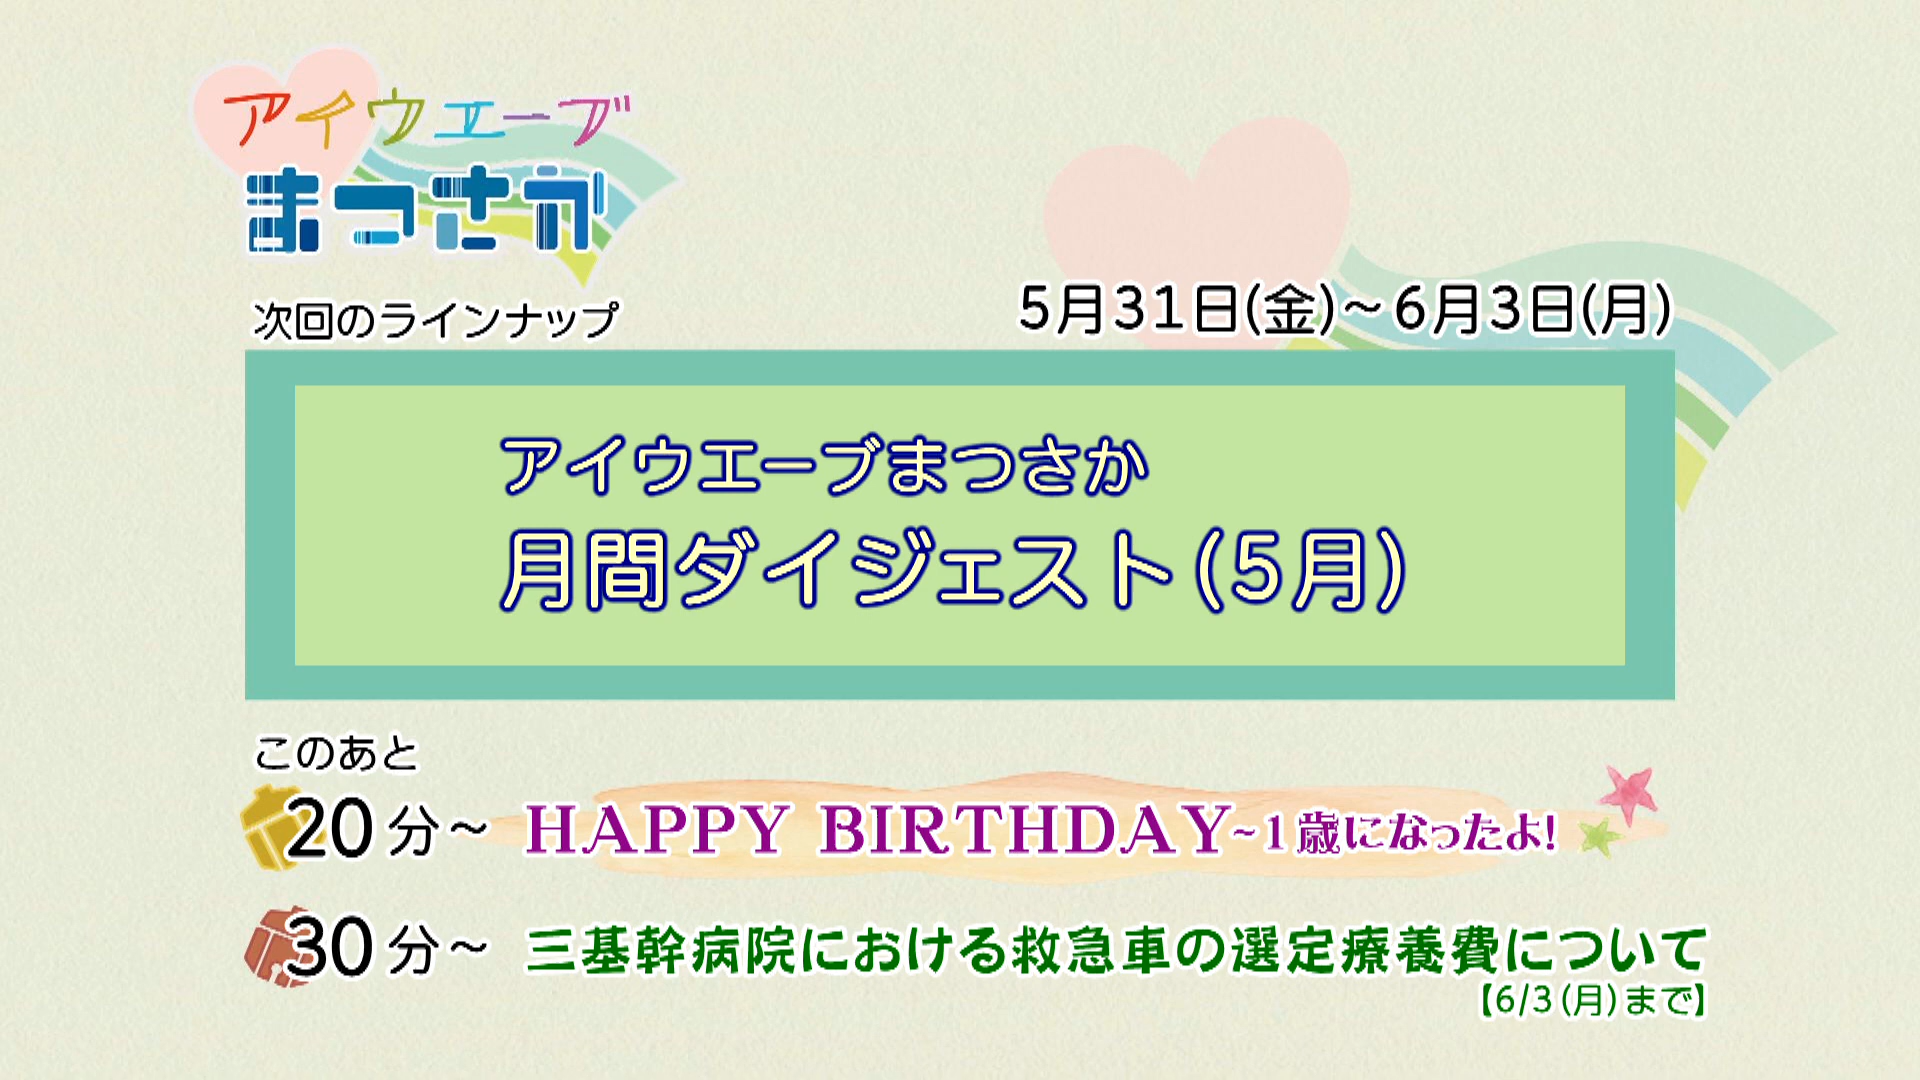 アイウエーブ
まつさか
次回のラインナップ
5月31日(金)～6月3日(月)
アイウエーブまつさか
月間ダイジェスト(5月)
このあと
20分～ HAPPY BIRTHDAY~1歳になったよ!
30分～ 三基幹病院における救急車の選定療養費について
【6/3(月)まで】